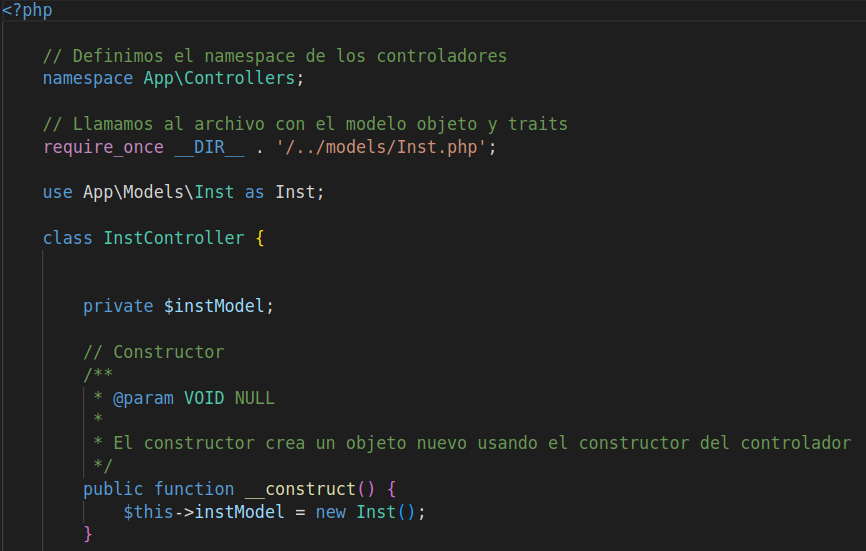 <?php
// Definimos el namespace de los controladores
namespace App\Controllers;
// Llamamos al archivo con el modelo objeto y traits
require_once __DIR__ . '/../models/Inst.php';
use App\Models\Inst as Inst;
class InstController {
private $instModel;
// Constructor
/**
* @param VOID NULL
*
* El constructor crea un objeto nuevo usando el constructor del controlador
*/
public function __construct() {
$this->instModel = new Inst();
}